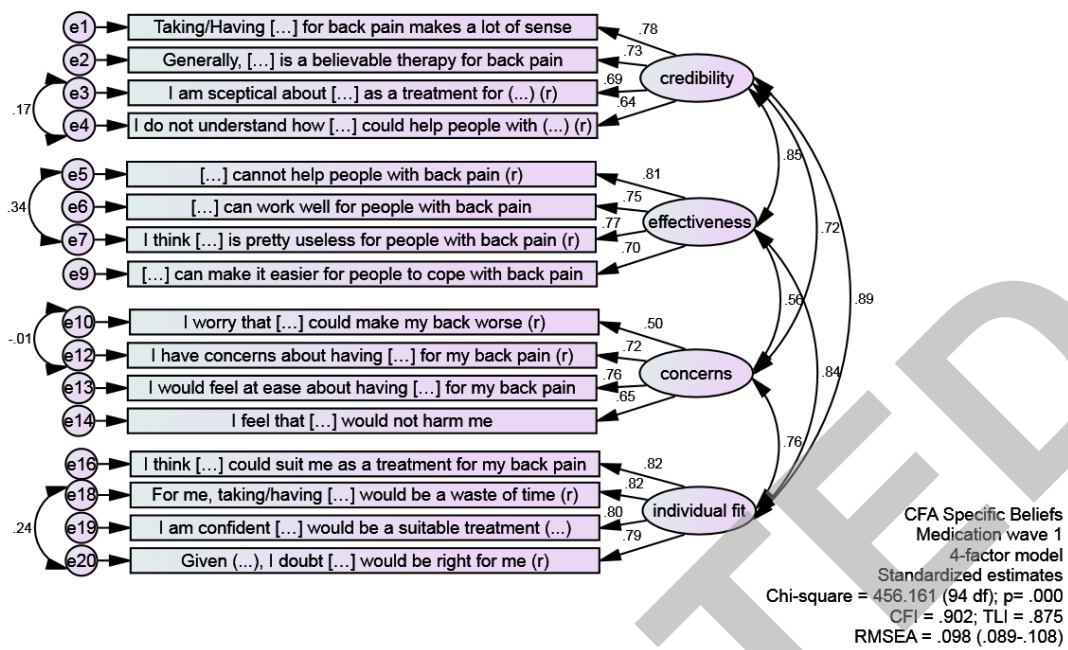 e1 Taking/Having [...] for back pain makes a lot of sense .78
e2 Generally, [...] is a believable therapy for back pain .73
e3 I am sceptical about [...] as a treatment for (...) (r) .69
e4 I do not understand how [...] could help people with (...) (r) .64
credibility
.17
e5 [...] cannot help people with back pain (r) .81
e6 [...] can work well for people with back pain .75
e7 I think [...] is pretty useless for people with back pain (r) .77
e9 [...] can make it easier for people to cope with back pain .70
effectiveness
.34
.85
.72
.89
.56
.84
.76
e10 I worry that [...] could make my back worse (r) .50
e12 I have concerns about having [...] for my back pain (r) .72
e13 I would feel at ease about having [...] for my back pain .76
e14 I feel that [...] would not harm me .65
concerns
-.01
e16 I think [...] could suit me as a treatment for my back pain .82
e18 For me, taking/having [...] would be a waste of time (r) .82
e19 I am confident [...] would be a suitable treatment (...) .80
e20 Given (...), I doubt [...] would be right for me (r) .79
individual fit
.24
CFA Specific Beliefs
Medication wave 1
4-factor model
Standardized estimates
Chi-square = 456.161 (94 df); p= .000
CFI = .902; TLI = .875
RMSEA = .098 (.089-.108)
TED